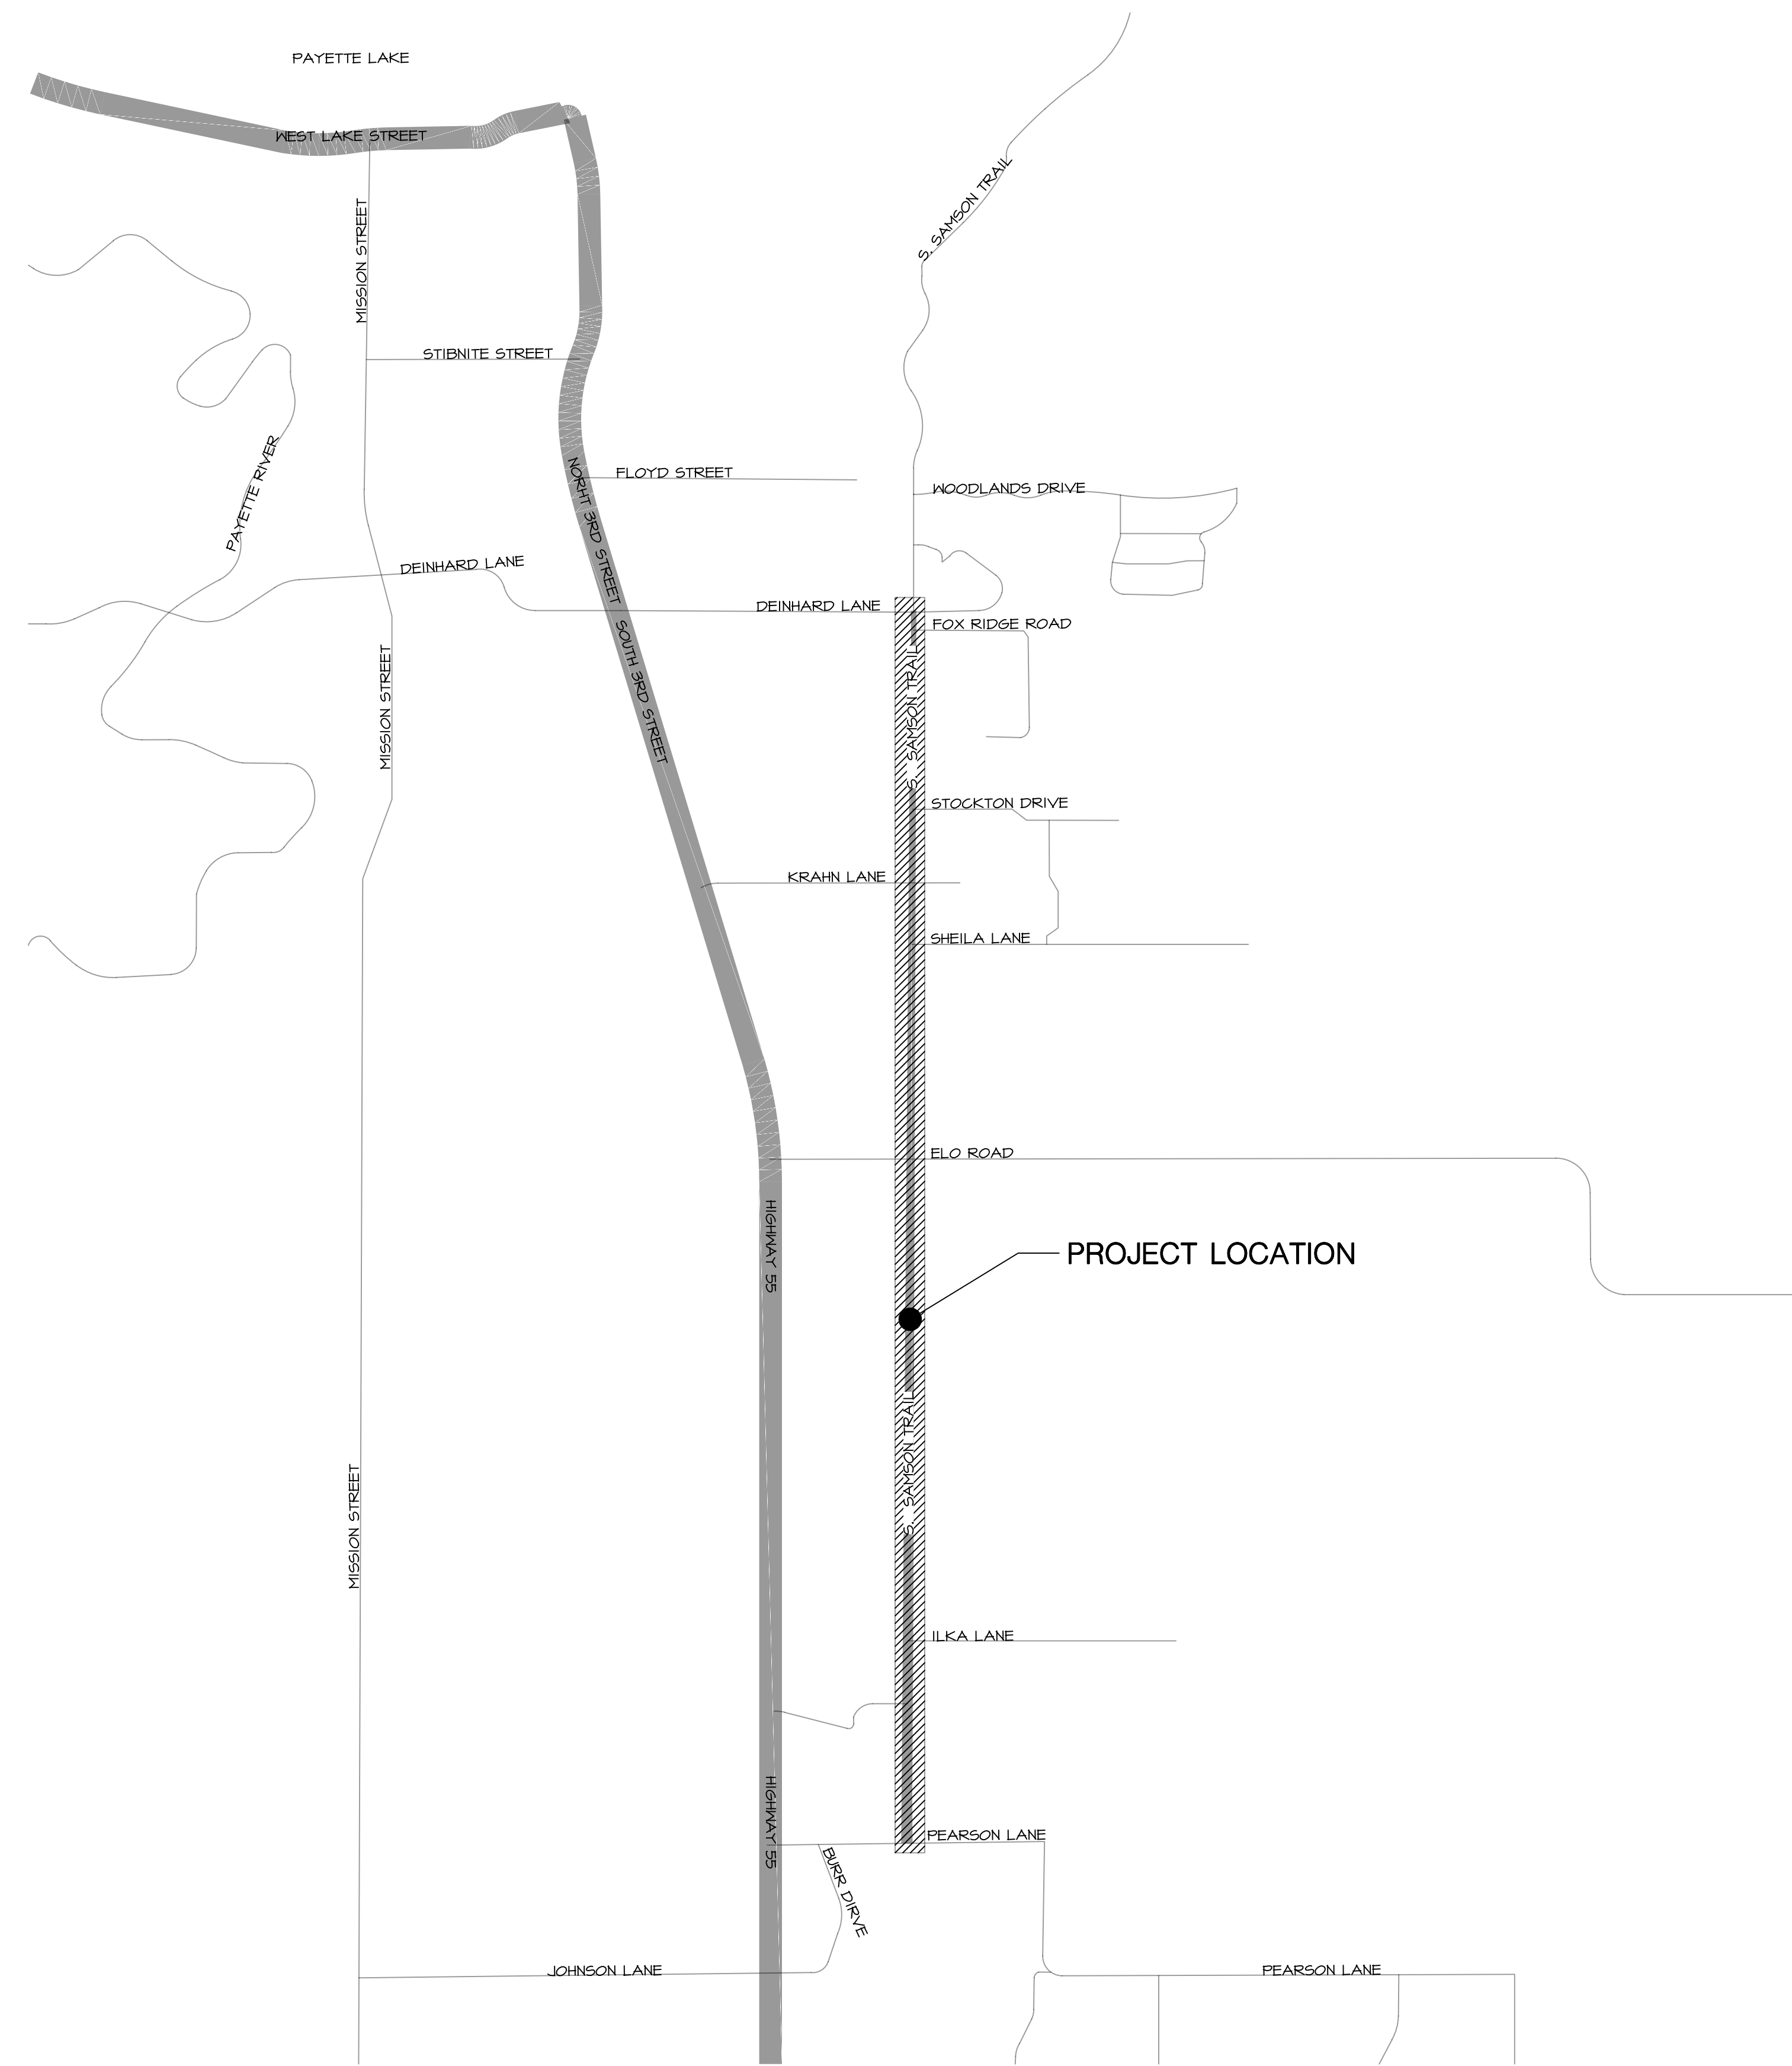 PAYETTE LAKE
WEST LAKE STREET
S. SAMSON TRAIL
MISSION STREET
STIBNITE STREET
PAYETTE RIVER
FLOYD STREET
NORHT 3RD STREET
WOODLANDS DRIVE
DEINHARD LANE
DEINHARD LANE
FOX RIDGE ROAD
SOUTH 3RD STREET
MISSION STREET
S. SAMSON TRAIL
STOCKTON DRIVE
KRAHN LANE
SHEILA LANE
ELO ROAD
HIGHWAY 55
PROJECT LOCATION
S. SAMSON TRAIL
MISSION STREET
ILKA LANE
HIGHWAY 55
PEARSON LANE
BURR DIRVE
JOHNSON LANE
PEARSON LANE